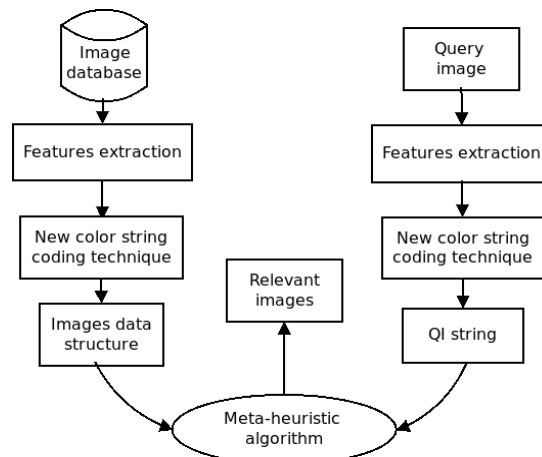 Image
database
Query
image
Features extraction
Features extraction
New color string
coding technique
New color string
coding technique
Relevant
images
Images data
structure
QI string
Meta-heuristic
algorithm